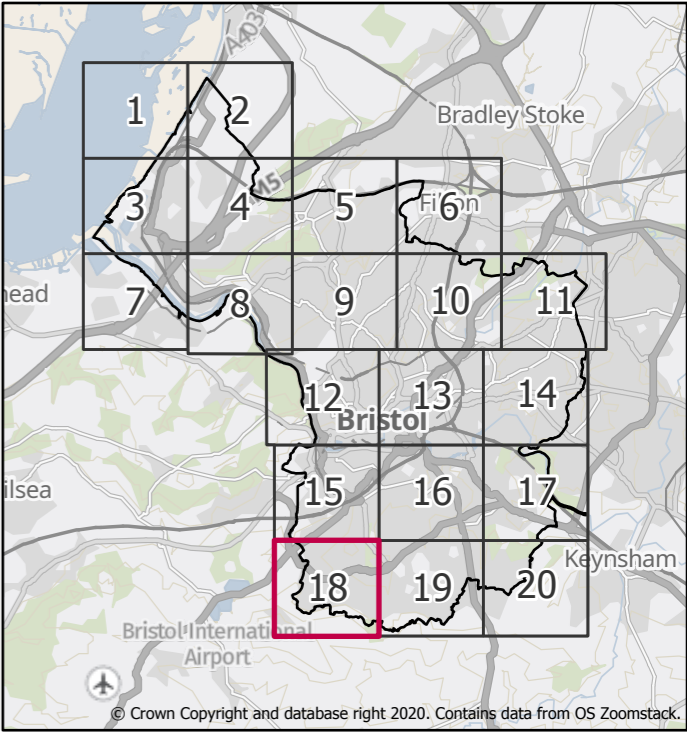 A403
1
2
Bradley Stoke
M5
3
4
5
Filton
6
head
7
8
9
10
11
12
13
14
Bristol
ilsea
15
16
17
Keynsham
18
19
20
Bristol International
Airport
© Crown Copyright and database right 2020. Contains data from OS Zoomstack.